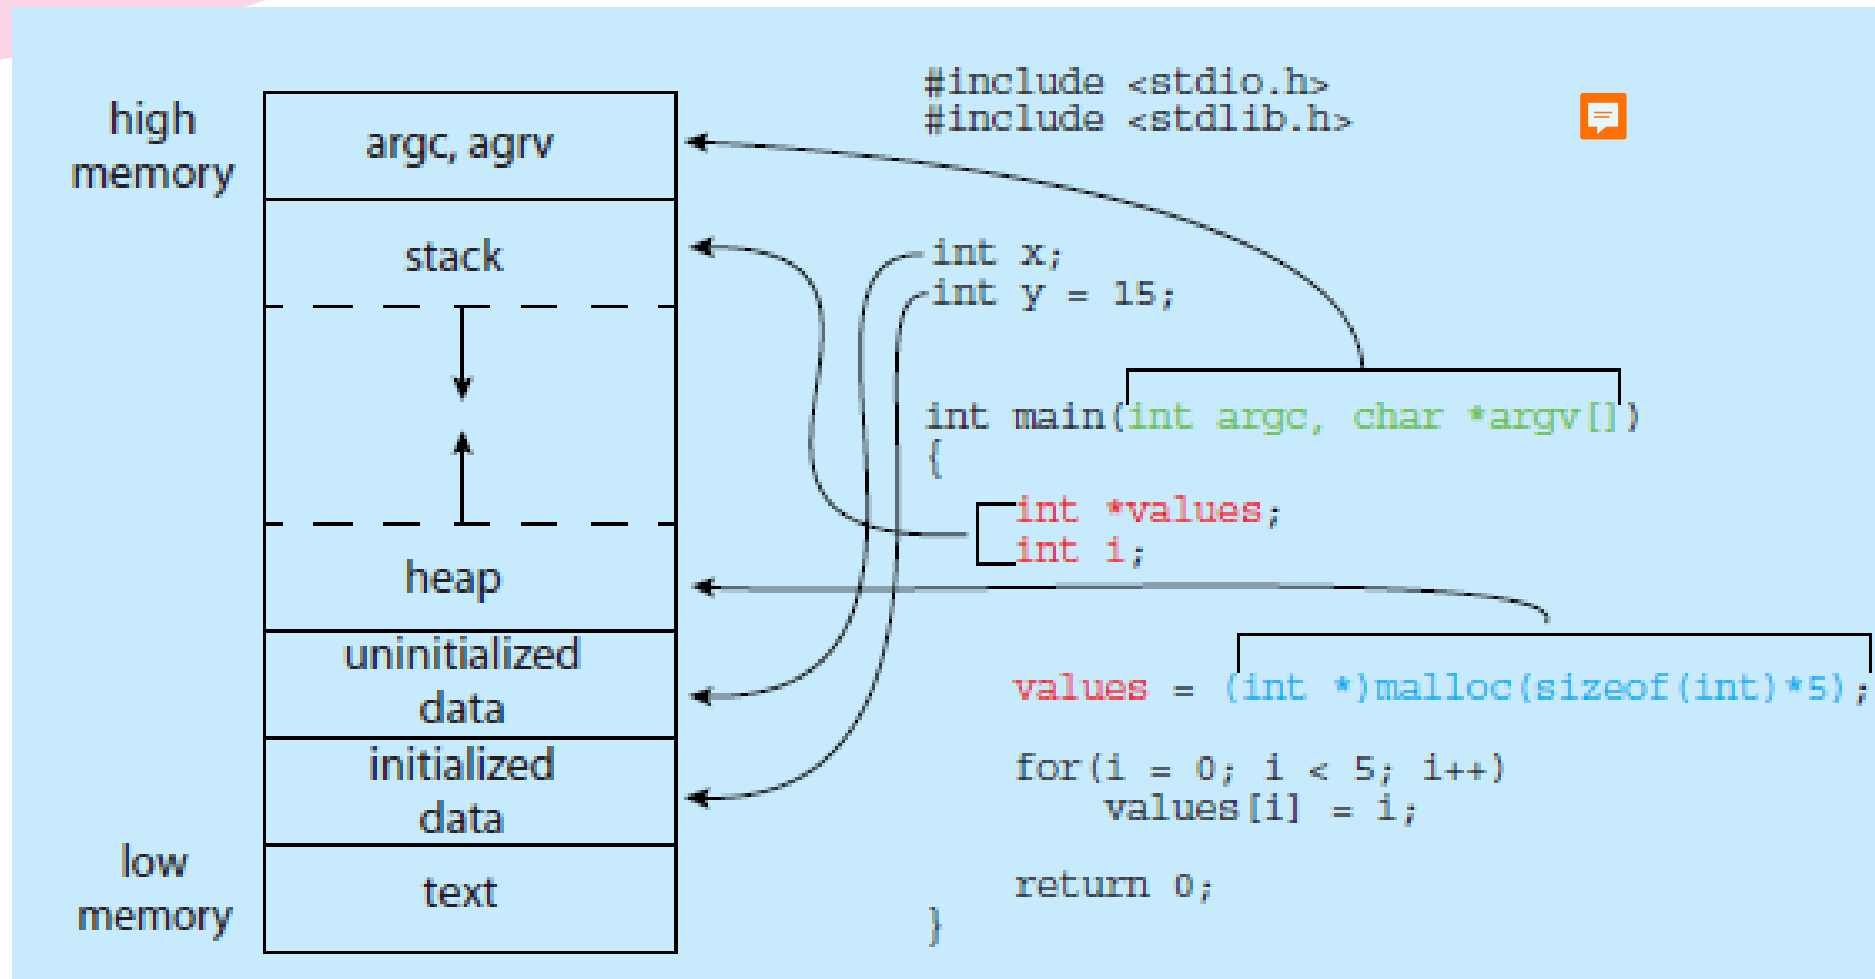 high
memory
argc, agrv
stack
heap
uninitialized
data
initialized
data
low
memory
text
#include <stdio.h>
#include <stdlib.h>
int x;
int y = 15;
int main(int argc, char *argv[])
{
int *values;
int i;
values = (int *)malloc(sizeof(int)*5);
for(i = 0; i < 5; i++)
values[i] = i;
return 0;
}